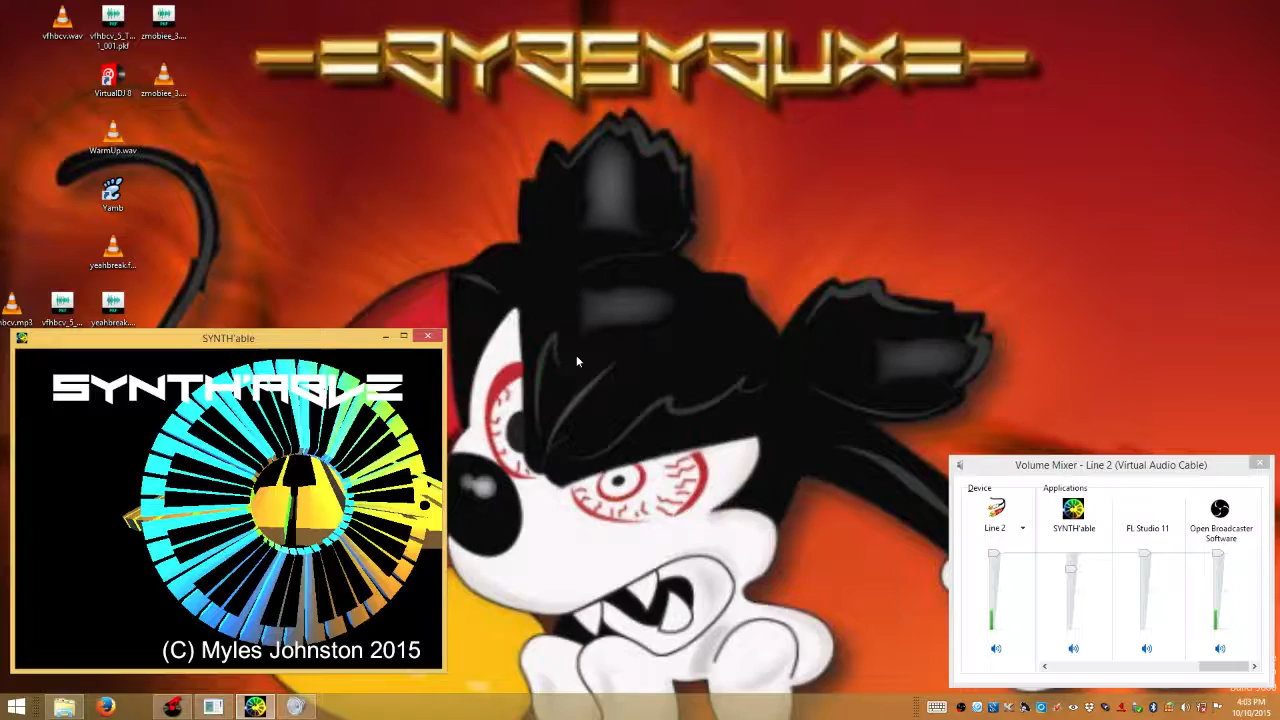 vfhbcv.wav
vfhbcv_5_T...
1_001.pkf
zmobiee_3....
VirtualDJ 8
zmobiee_3....
WarmUp.wav
Yamb
yeahbreak.f...
hbcv.mp3
vfhbcv_5_...
yeahbreak....
SYNTH'able
SYNTH'ABLE
(C) Myles Johnston 2015
Volume Mixer - Line 2 (Virtual Audio Cable)
Device
Applications
Line 2
SYNTH'able
FL Studio 11
Open Broadcaster
Software
4:03 PM
10/10/2015